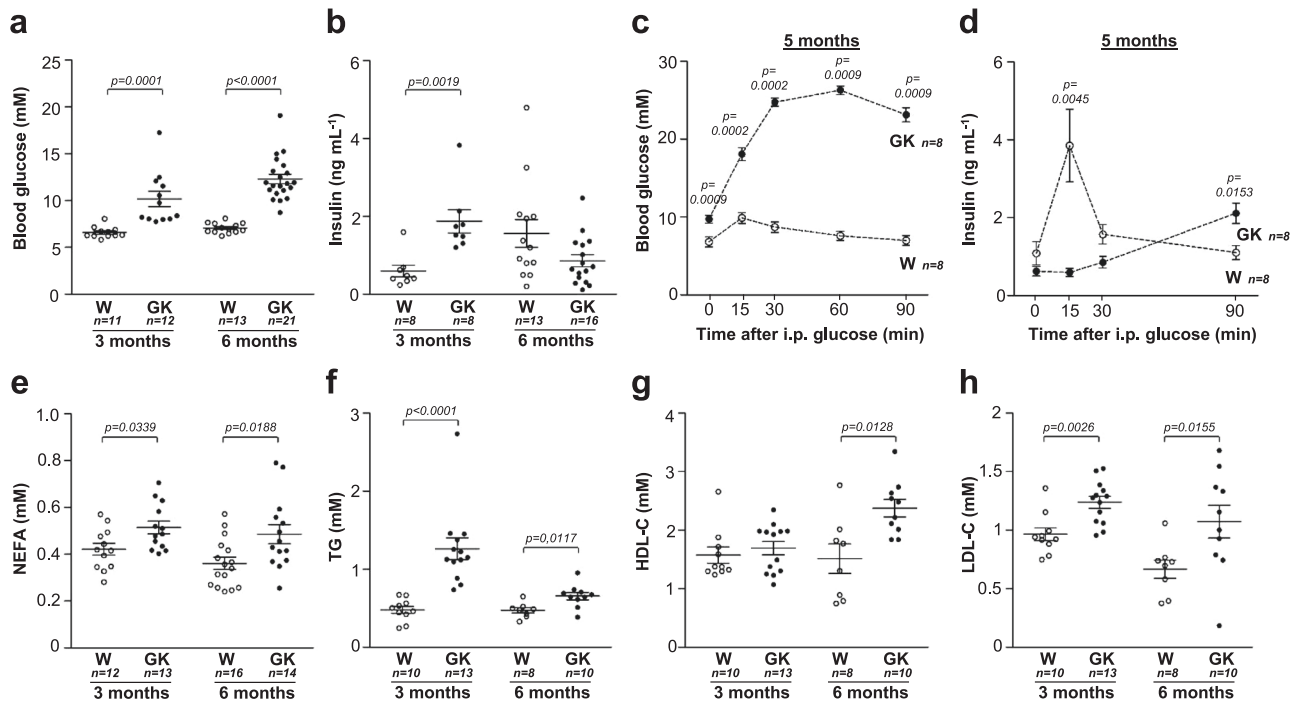 a
25
20
15
10
5
0
Blood glucose (mM)
p=0.0001
p<0.0001
W GK W GK
n=11 n=12 n=13 n=21
3 months 6 months
b
6
4
2
0
Insulin (ng mL⁻¹)
p=0.0019
W GK W GK
n=8 n=8 n=13 n=16
3 months 6 months
c
5 months
30
20
10
0
Blood glucose (mM)
p=
0.0009
p=
0.0002
p=
0.0002
p=
0.0009
p=
0.0009
GK n=8
W n=8
0 15 30 60 90
Time after i.p. glucose (min)
d
5 months
6
4
2
0
Insulin (ng mL⁻¹)
p=
0.0045
p=
0.0153
GK n=8
W n=8
0 15 30 90
Time after i.p. glucose (min)
e
1.0
0.8
0.6
0.4
0.2
0
NEFA (mM)
p=0.0339
p=0.0188
W GK W GK
n=12 n=13 n=16 n=14
3 months 6 months
f
3
2
1
0
TG (mM)
p<0.0001
p=0,0117
W GK W GK
n=10 n=13 n=8 n=10
3 months 6 months
g
4
3
2
1
0
HDL-C (mM)
p=0.0128
W GK W GK
n=10 n=13 n=8 n=10
3 months 6 months
h
2
1.5
1
0.5
0
LDL-C (mM)
p=0.0026
p=0.0155
W GK W GK
n=10 n=13 n=8 n=10
3 months 6 months